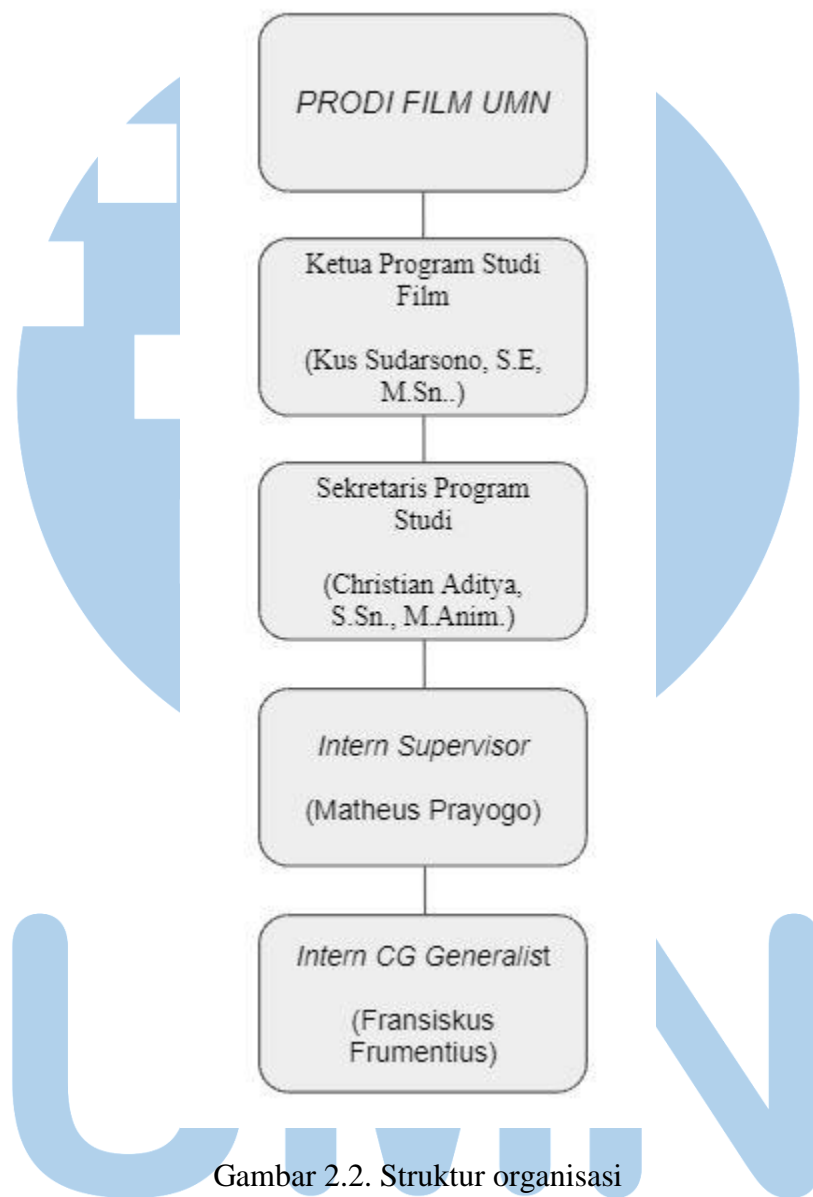 PRODI FILM UMN
Ketua Program Studi
Film
(Kus Sudarsono, S.E,
M.Sn..)
Sekretaris Program
Studi
(Christian Aditya,
S.Sn., M.Anim.)
Intern Supervisor
(Matheus Prayogo)
Intern CG Generalist
(Fransiskus
Frumentius)
UMN
Gambar 2.2. Struktur organisasi